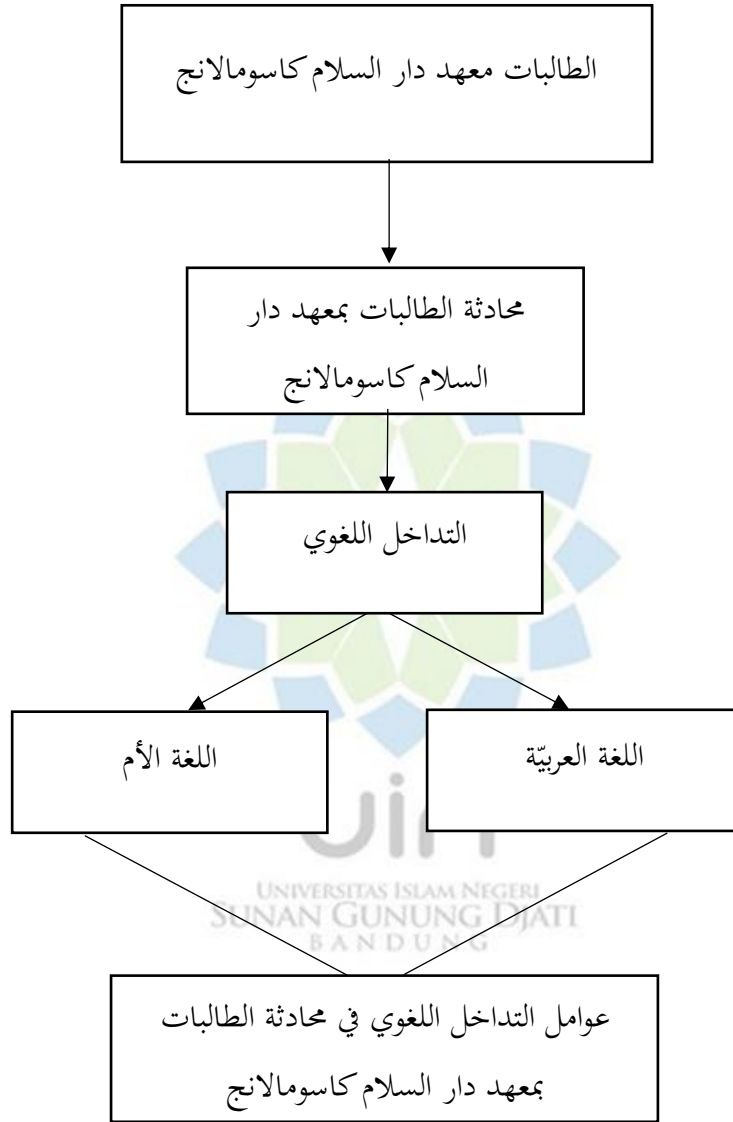 الطالبات معهد دار السلام كاسومالانج
محادثة الطالبات بمعهد دار
السلام كاسومالانج
التداخل اللغوي
اللغة العربيّة
اللغة الأم
uin
UNIVERSITAS ISLAM NEGERI
SUNAN GUNUNG DJATI
BANDUNG
عوامل التداخل اللغوي في محادثة الطالبات
بمعهد دار السلام كاسومالانج